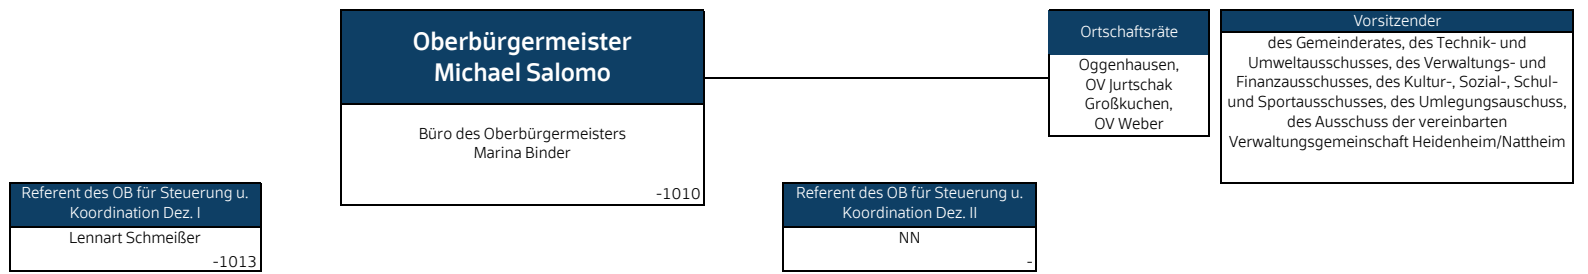 Oberbürgermeister
Michael Salomo
Büro des Oberbürgermeisters
Marina Binder
-1010
Ortschaftsräte
Oggenhausen,
OV Jurtschak
Großkuchen,
OV Weber
Vorsitzender
des Gemeinderates, des Technik- und
Umweltausschusses, des Verwaltungs- und
Finanzausschusses, des Kultur-, Sozial-, Schul-
und Sportausschusses, des Umlegungsauschuss,
des Ausschuss der vereinbarten
Verwaltungsgemeinschaft Heidenheim/Nattheim
Referent des OB für Steuerung u.
Koordination Dez. I
Lennart Schmeißer
-1013
Referent des OB für Steuerung u.
Koordination Dez. II
NN
-